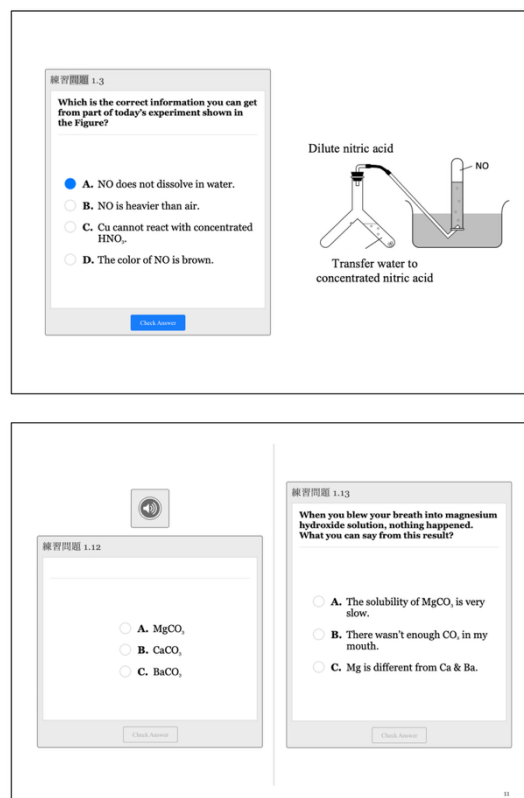 練習問題 1.3
Which is the correct information you can get
from part of today's experiment shown in
the Figure?
A. NO does not dissolve in water.
B. NO is heavier than air.
C. Cu cannot react with concentrated
HNO₃.
D. The color of NO is brown.
Check Answer
Dilute nitric acid
NO
Transfer water to
concentrated nitric acid
練習問題 1.12
A. MgCO₃
B. CaCO₃
C. BaCO₃
Check Answer
練習問題 1.13
When you blew your breath into magnesium
hydroxide solution, nothing happened.
What you can say from this result?
A. The solubility of MgCO₃ is very
slow.
B. There wasn't enough CO₂ in my
mouth.
C. Mg is different from Ca & Ba.
Check Answer
11